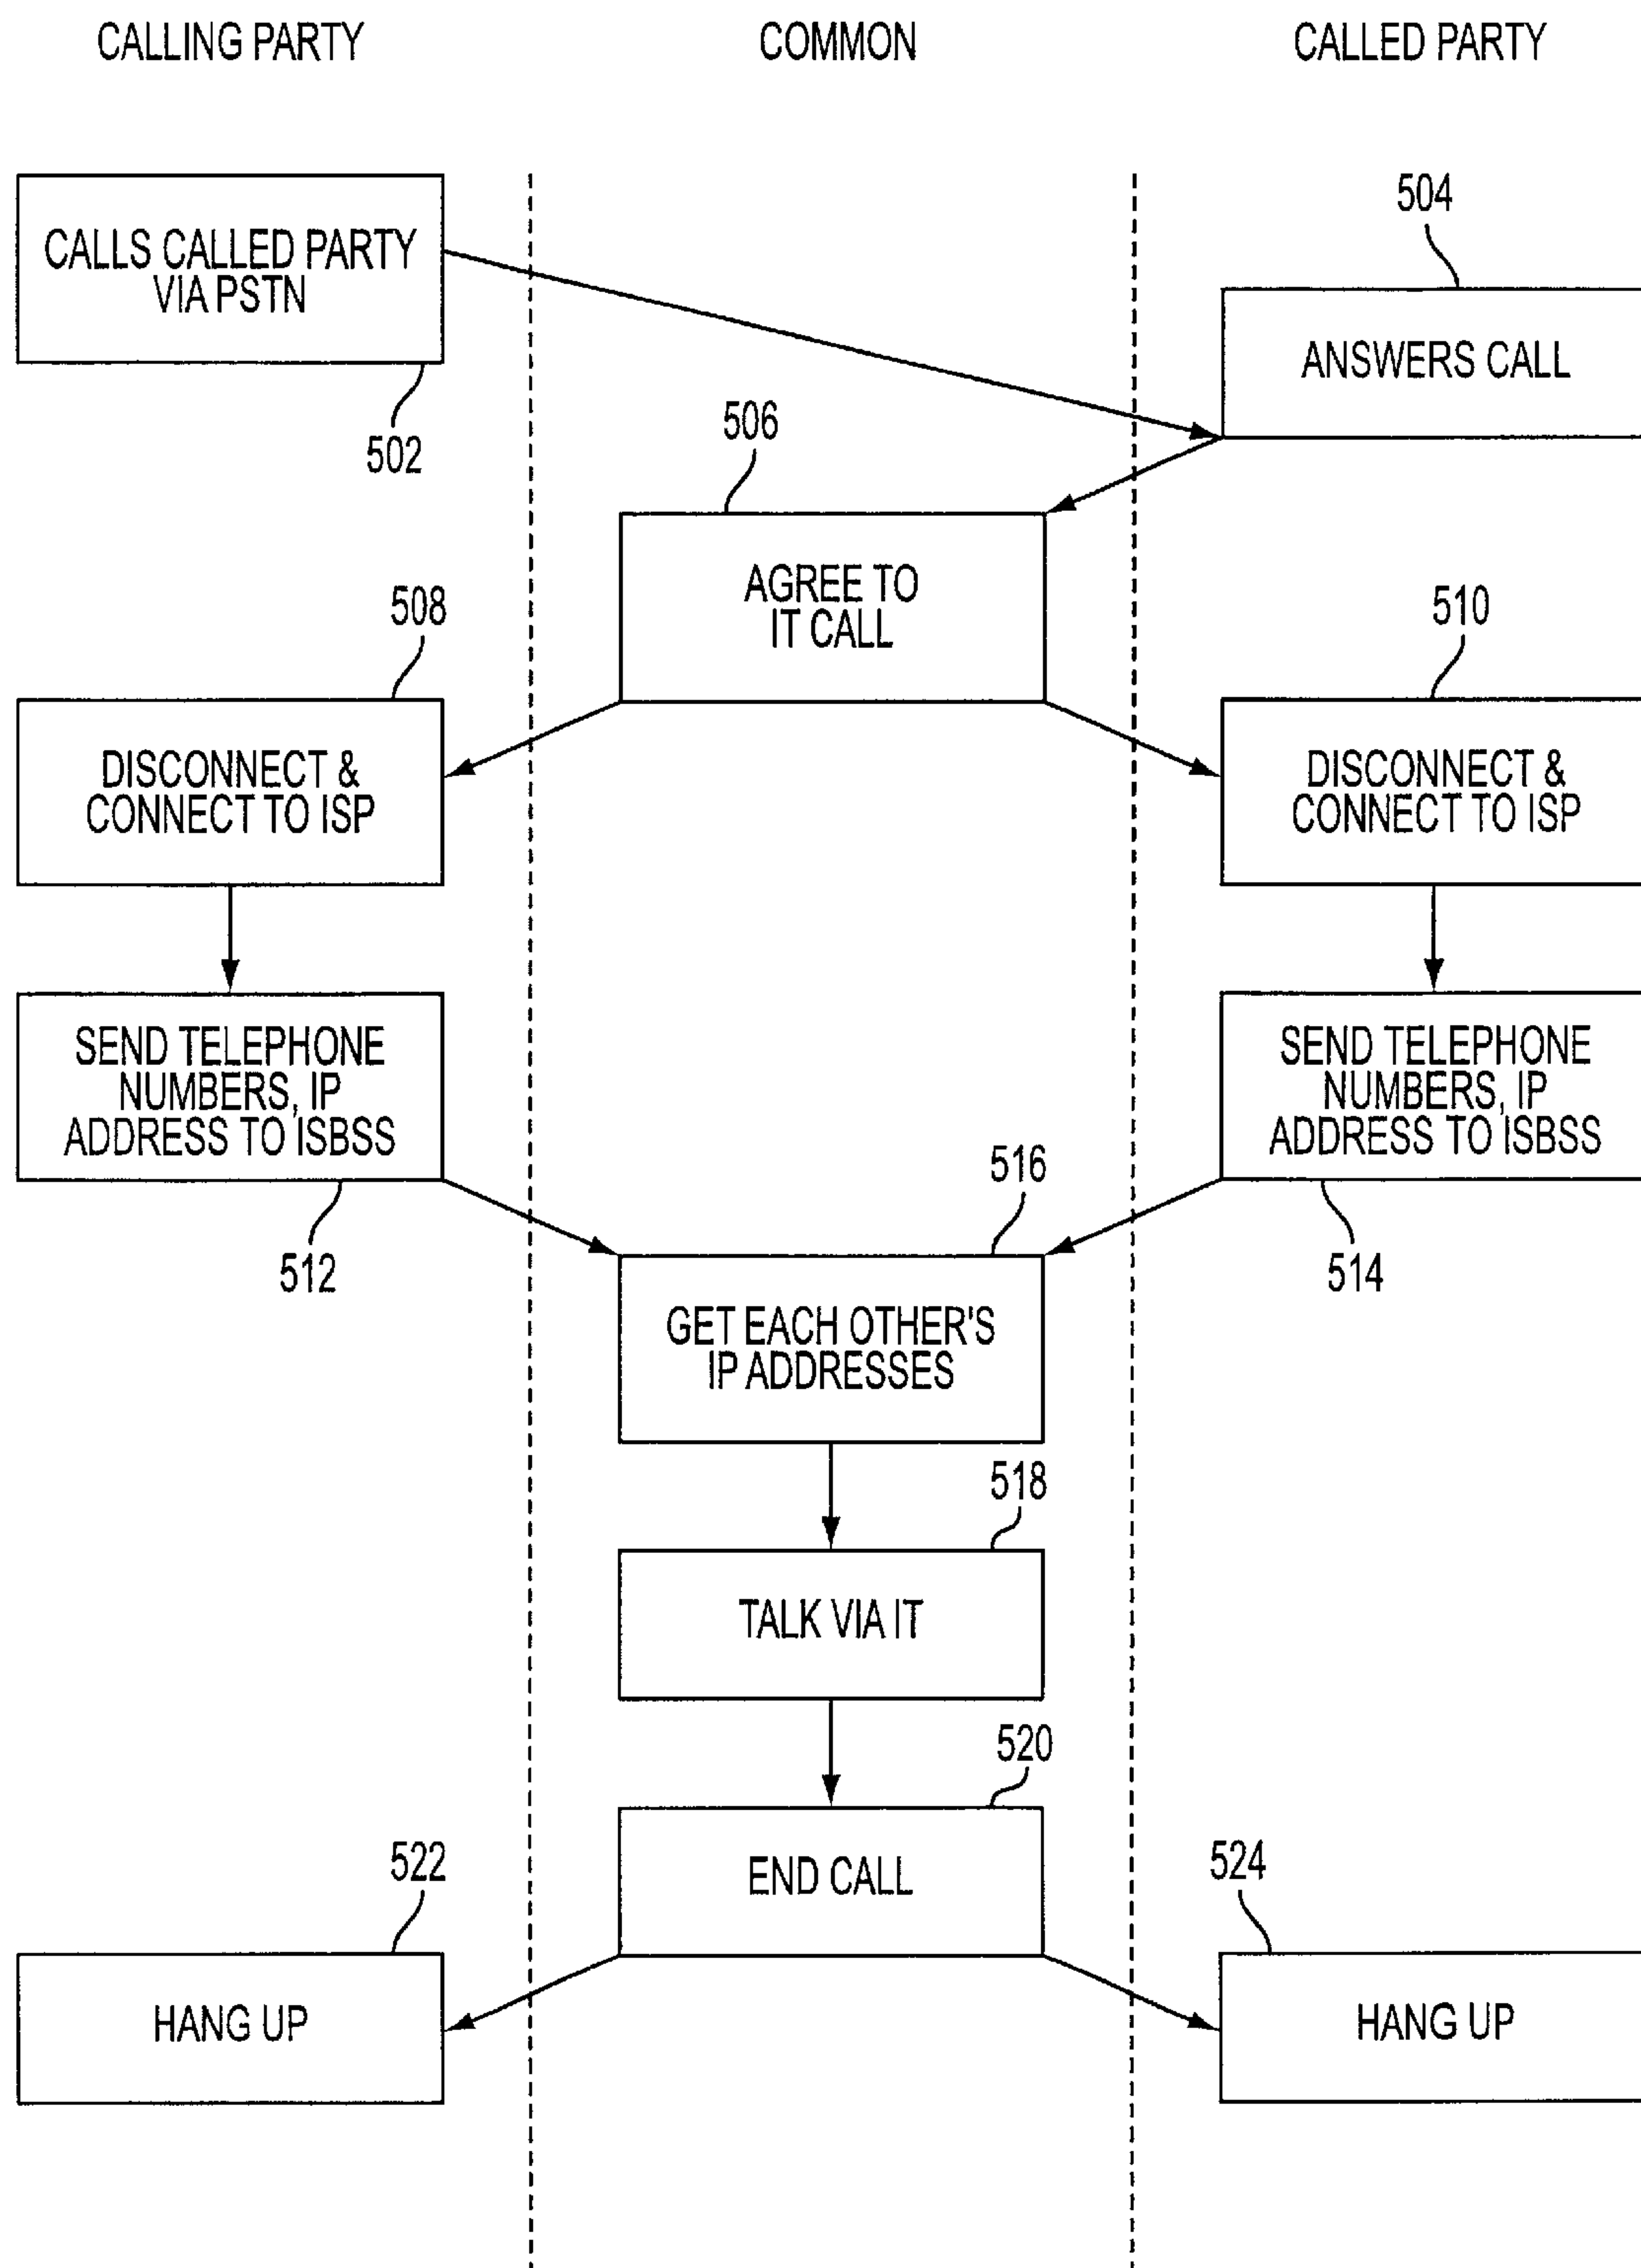 CALLING PARTY
COMMON
CALLED PARTY
CALLS CALLED PARTY
VIA PSTN
502
504
ANSWERS CALL
506
AGREE TO
IT CALL
508
DISCONNECT &
CONNECT TO ISP
510
DISCONNECT &
CONNECT TO ISP
SEND TELEPHONE
NUMBERS, IP
ADDRESS TO ISBSS
512
SEND TELEPHONE
NUMBERS, IP
ADDRESS TO ISBSS
514
516
GET EACH OTHER'S
IP ADDRESSES
518
TALK VIA IT
520
END CALL
522
HANG UP
524
HANG UP